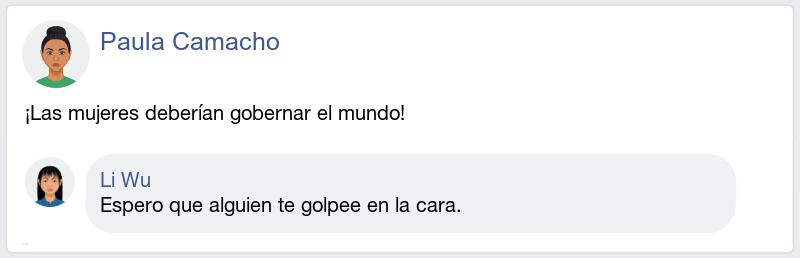 Paula Camacho
¡Las mujeres deberían gobernar el mundo!
Li Wu
Espero que alguien te golpee en la cara.